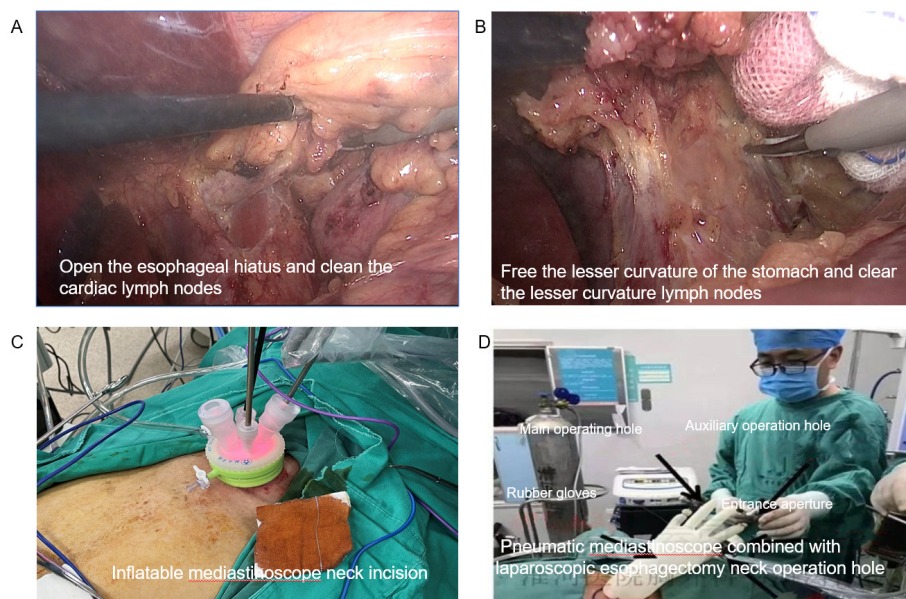 A
Open the esophageal hiatus and clean the
cardiac lymph nodes
B
Free the lesser curvature of the stomach and clear
the lesser curvature lymph nodes
C
Inflatable mediastinoscope neck incision
D
Main operating hole
Auxiliary operation hole
Rubber gloves
Entrance aperture
Pneumatic mediastinoscope combined with
laparoscopic esophagectomy neck operation hole